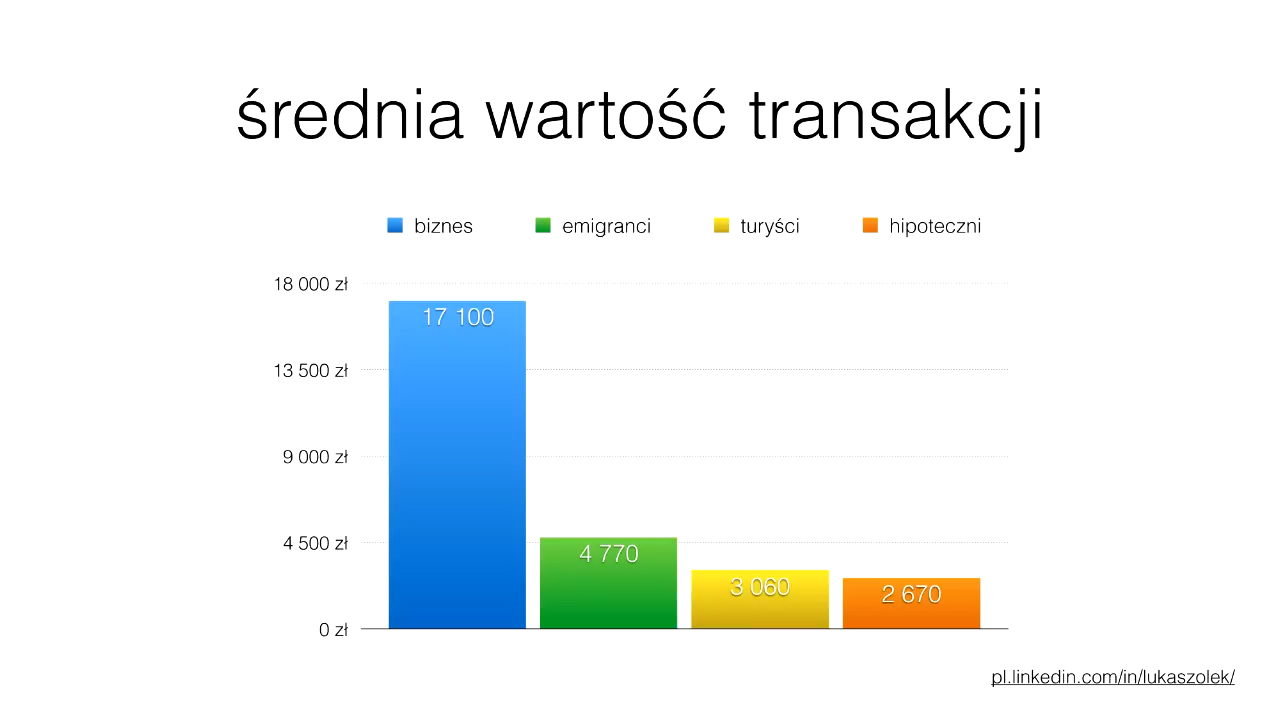 średnia wartość transakcji
biznes emigranci turyści hipoteczni
18 000 zł
17 100
13 500 zł
9 000 zł
4 500 zł
4 770
3 060
2 670
0 zł
pl.linkedin.com/in/lukaszolek/